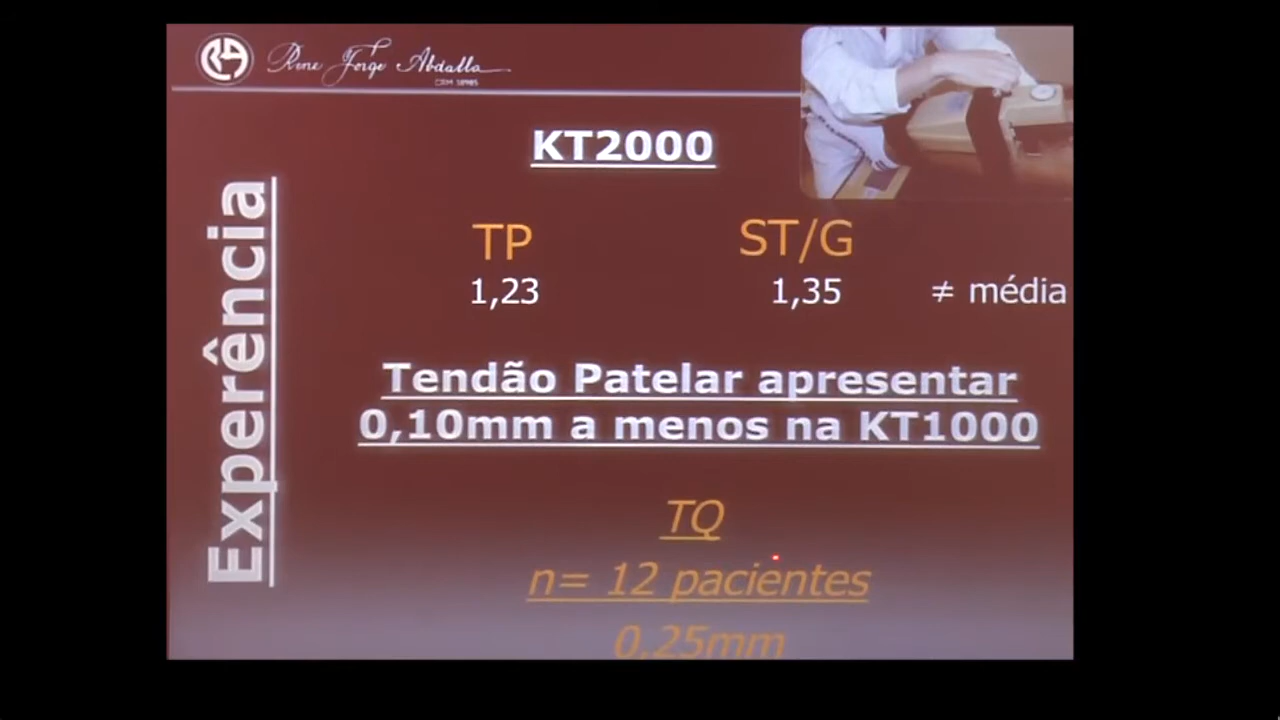 Rene Jorge Abdalla
KT2000
Experência
TP ST/G
1,23 1,35 ≠ média
Tendão Patelar apresentar
0,10mm a menos na KT1000
TQ
n= 12 pacientes
0,25mm